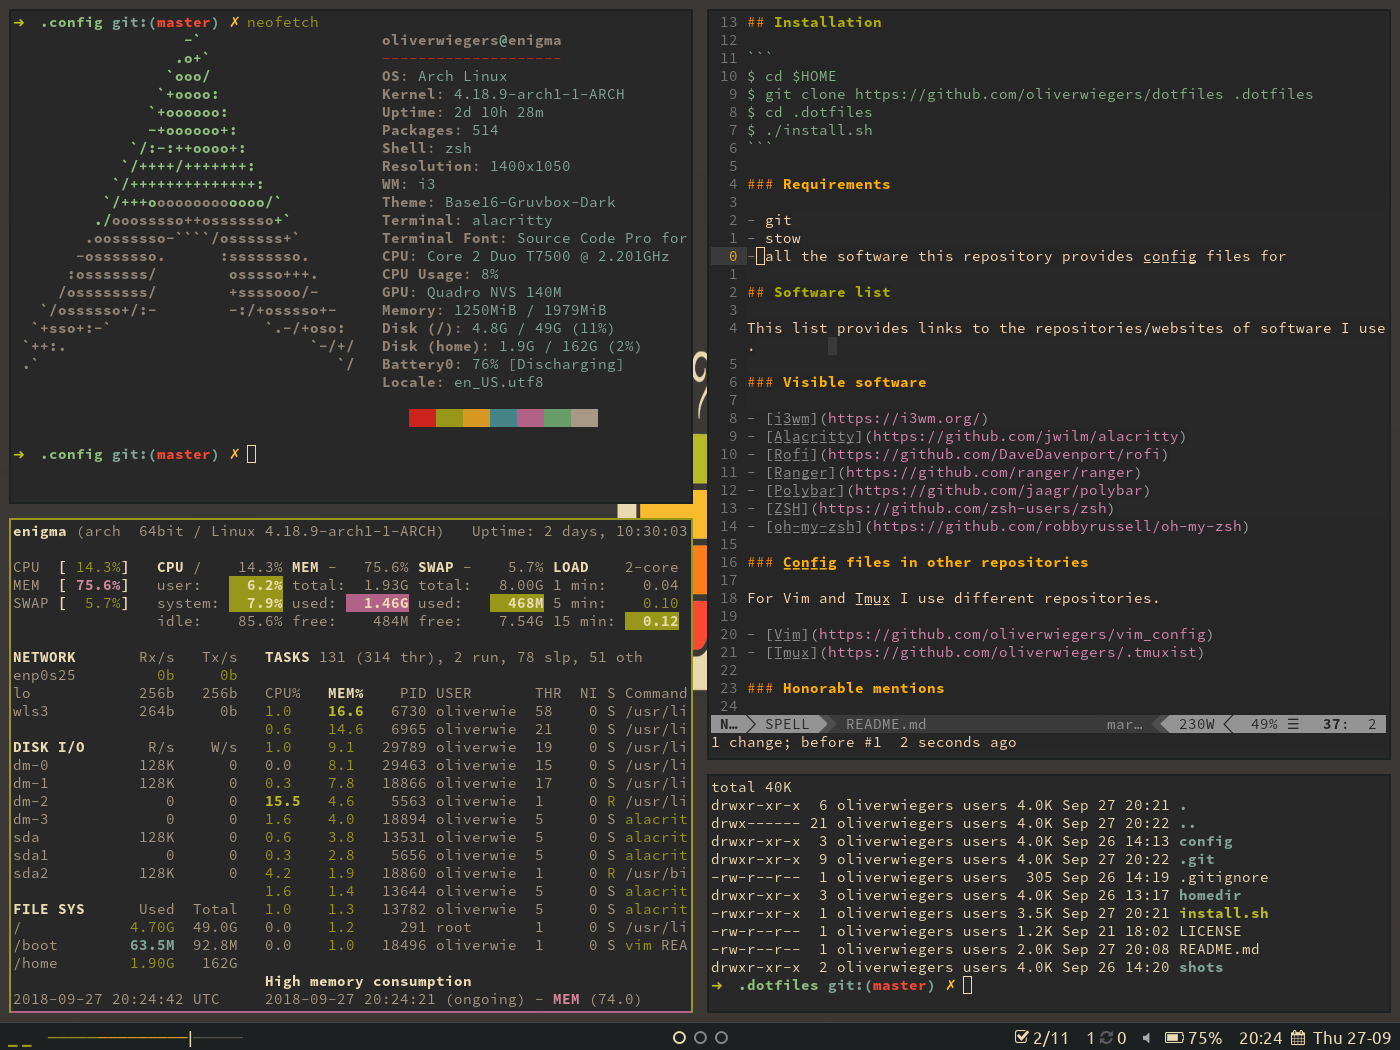 ➜ .config git:(master) ✗ neofetch
-`
.o+`
`ooo/
`+oooo:
`+oooooo:
-+oooooo+:
`/:-:++oooo+:
`/++++/+++++++:
`/++++++++++++++:
`/+++ooooooooooooo/`
./ooosssso++osssssso+`
.oossssso-````/ossssss+`
-osssssso. :ssssssso.
:osssssss/ osssso+++.
/ossssssss/ +ssssooo/-
`/ossssso+/:- -:/+osssso+-
`+sso+:-` `.-/+oso:
`++:. `-/+/
.` `/
oliverwiegers@enigma
--------------------
OS: Arch Linux
Kernel: 4.18.9-arch1-1-ARCH
Uptime: 2d 10h 28m
Packages: 514
Shell: zsh
Resolution: 1400x1050
WM: i3
Theme: Base16-Gruvbox-Dark
Terminal: alacritty
Terminal Font: Source Code Pro for
CPU: Core 2 Duo T7500 @ 2.201GHz
CPU Usage: 8%
GPU: Quadro NVS 140M
Memory: 1250MiB / 1979MiB
Disk (/): 4.8G / 49G (11%)
Disk (home): 1.9G / 162G (2%)
Battery0: 76% [Discharging]
Locale: en_US.utf8
➜ .config git:(master) ✗
enigma (arch 64bit / Linux 4.18.9-arch1-1-ARCH) Uptime: 2 days, 10:30:03
CPU [ 14.3%] CPU / 14.3% MEM - 75.6% SWAP - 5.7% LOAD 2-core
MEM [ 75.6%] user: 6.2% total: 1.93G total: 8.00G 1 min: 0.04
SWAP [ 5.7%] system: 7.9% used: 1.46G used: 468M 5 min: 0.10
idle: 85.6% free: 484M free: 7.54G 15 min: 0.12
NETWORK Rx/s Tx/s TASKS 131 (314 thr), 2 run, 78 slp, 51 oth
enp0s25 0b 0b
lo 256b 256b CPU% MEM% PID USER THR NI S Command
wls3 264b 0b 1.0 16.6 6730 oliverwie 58 0 S /usr/li
0.6 14.6 6965 oliverwie 21 0 S /usr/li
DISK I/O R/s W/s 1.0 9.1 29789 oliverwie 19 0 S /usr/li
dm-0 128K 0 0.0 8.1 29463 oliverwie 15 0 S /usr/li
dm-1 128K 0 0.3 7.8 18866 oliverwie 17 0 S /usr/li
dm-2 0 0 15.5 4.6 5563 oliverwie 1 0 R /usr/li
dm-3 0 0 1.6 4.0 18894 oliverwie 5 0 S alacrit
sda 128K 0 0.6 3.8 13531 oliverwie 5 0 S alacrit
sda1 0 0 0.3 2.8 5656 oliverwie 5 0 S alacrit
sda2 128K 0 4.2 1.9 18860 oliverwie 1 0 R /usr/bi
1.6 1.4 13644 oliverwie 5 0 S alacrit
FILE SYS Used Total 1.0 1.3 13782 oliverwie 5 0 S alacrit
/ 4.70G 49.0G 0.0 1.2 291 root 1 0 S /usr/li
/boot 63.5M 92.8M 0.0 1.0 18496 oliverwie 1 0 S vim REA
/home 1.90G 162G
High memory consumption
2018-09-27 20:24:42 UTC 2018-09-27 20:24:21 (ongoing) - MEM (74.0)
13 ## Installation
12
11 ```
10 $ cd $HOME
9 $ git clone https://github.com/oliverwiegers/dotfiles .dotfiles
8 $ cd .dotfiles
7 $ ./install.sh
6 ```
5
4 ### Requirements
3
2 - git
1 - stow
0 - all the software this repository provides config files for
1
2 ## Software list
3
4 This list provides links to the repositories/websites of software I use
.
5
6 ### Visible software
7
8 - [i3wm](https://i3wm.org/)
9 - [Alacritty](https://github.com/jwilm/alacritty)
10 - [Rofi](https://github.com/DaveDavenport/rofi)
11 - [Ranger](https://github.com/ranger/ranger)
12 - [Polybar](https://github.com/jaagr/polybar)
13 - [ZSH](https://github.com/zsh-users/zsh)
14 - [oh-my-zsh](https://github.com/robbyrussell/oh-my-zsh)
15
16 ### Config files in other repositories
17
18 For Vim and Tmux I use different repositories.
19
20 - [Vim](https://github.com/oliverwiegers/vim_config)
21 - [Tmux](https://github.com/oliverwiegers/.tmuxist)
22
23 ### Honorable mentions
24
N… SPELL README.md mar… 230W 49% ☰ 37: 2
1 change; before #1 2 seconds ago
total 40K
drwxr-xr-x 6 oliverwiegers users 4.0K Sep 27 20:21 .
drwx------ 21 oliverwiegers users 4.0K Sep 27 20:22 ..
drwxr-xr-x 3 oliverwiegers users 4.0K Sep 26 14:13 config
drwxr-xr-x 9 oliverwiegers users 4.0K Sep 27 20:22 .git
-rw-r--r-- 1 oliverwiegers users 305 Sep 26 14:19 .gitignore
drwxr-xr-x 3 oliverwiegers users 4.0K Sep 26 13:17 homedir
-rwxr-xr-x 1 oliverwiegers users 3.5K Sep 27 20:21 install.sh
-rw-r--r-- 1 oliverwiegers users 1.2K Sep 21 18:02 LICENSE
-rw-r--r-- 1 oliverwiegers users 2.0K Sep 27 20:08 README.md
drwxr-xr-x 2 oliverwiegers users 4.0K Sep 26 14:20 shots
➜ .dotfiles git:(master) ✗
2/11 1 0 75% 20:24 Thu 27-09